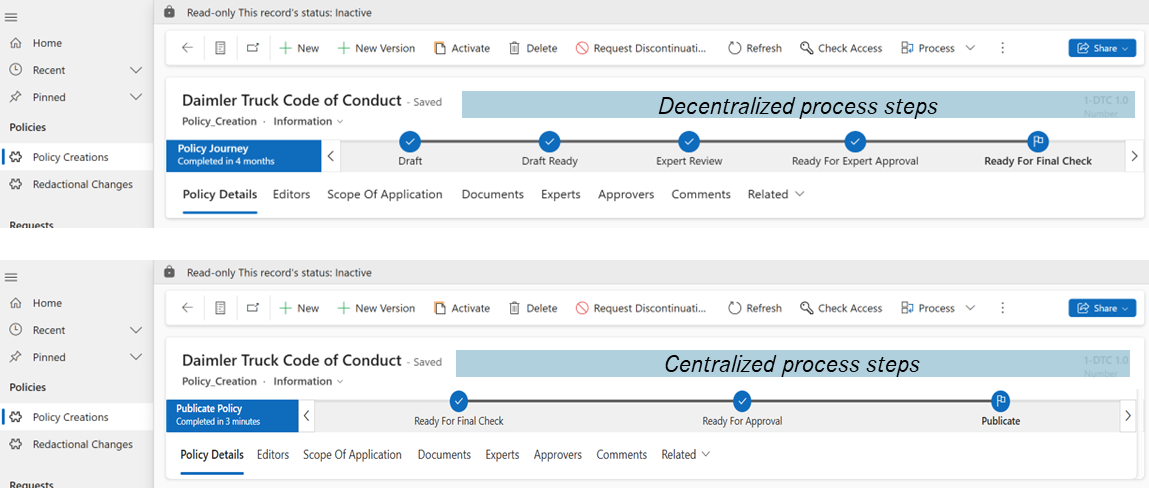 Read-only This record's status: Inactive
Home
Recent
Pinned
Policies
Policy Creations
Redactional Changes
Requests
New
New Version
Activate
Delete
Request Discontinuati...
Refresh
Check Access
Process
Share
Daimler Truck Code of Conduct - Saved
Policy_Creation · Information
Decentralized process steps
1-DTC 1.0
Number
Policy Journey
Completed in 4 months
Draft
Draft Ready
Expert Review
Ready For Expert Approval
Ready For Final Check
Policy Details
Editors
Scope Of Application
Documents
Experts
Approvers
Comments
Related
Read-only This record's status: Inactive
Home
Recent
Pinned
Policies
Policy Creations
Redactional Changes
Requests
New
New Version
Activate
Delete
Request Discontinuati...
Refresh
Check Access
Process
Share
Daimler Truck Code of Conduct - Saved
Policy_Creation · Information
Centralized process steps
1-DTC 1.0
Number
Publicate Policy
Completed in 3 minutes
Ready For Final Check
Ready For Approval
Publicate
Policy Details
Editors
Scope Of Application
Documents
Experts
Approvers
Comments
Related